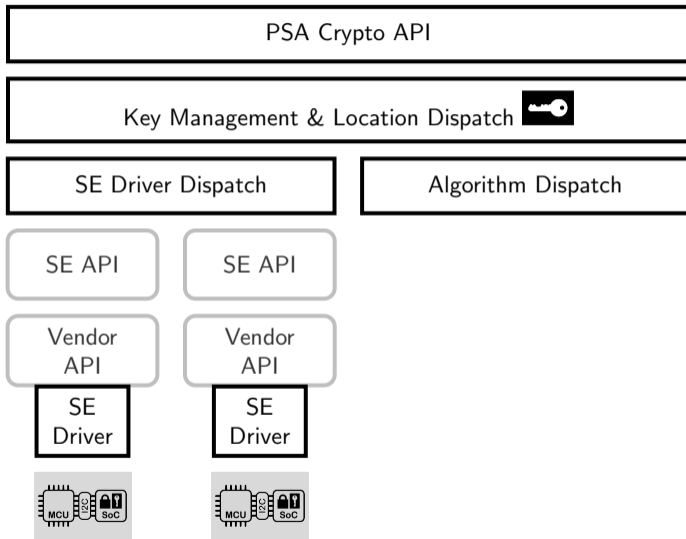 PSA Crypto API
Key Management & Location Dispatch
SE Driver Dispatch
Algorithm Dispatch
SE API
SE API
Vendor
API
Vendor
API
SE
Driver
SE
Driver
MCU
I2C
SoC
MCU
I2C
SoC